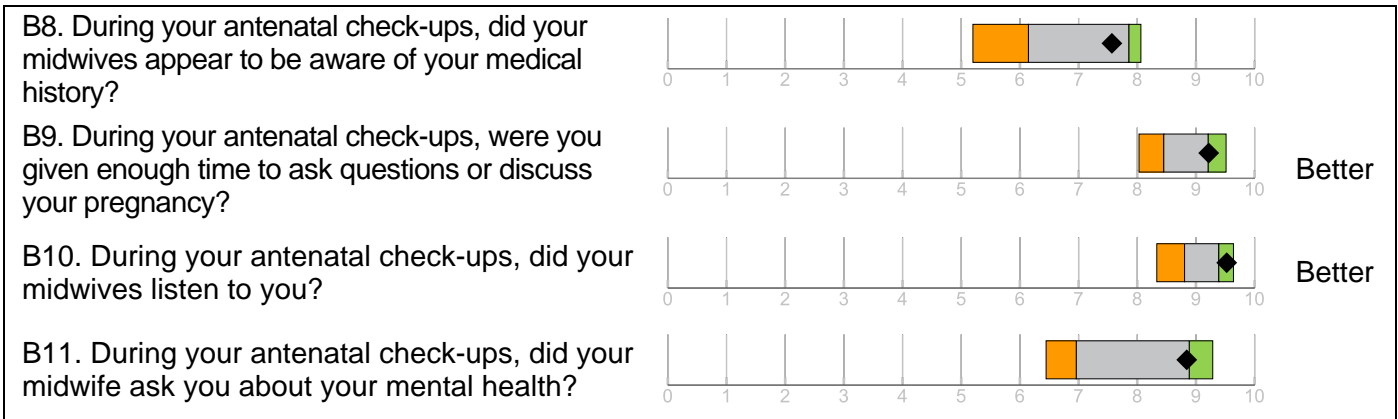 B8. During your antenatal check-ups, did your
midwives appear to be aware of your medical
history?
0 1 2 3 4 5 6 7 8 9 10
B9. During your antenatal check-ups, were you
given enough time to ask questions or discuss
your pregnancy?
0 1 2 3 4 5 6 7 8 9 10
Better
B10. During your antenatal check-ups, did your
midwives listen to you?
0 1 2 3 4 5 6 7 8 9 10
Better
B11. During your antenatal check-ups, did your
midwife ask you about your mental health?
0 1 2 3 4 5 6 7 8 9 10